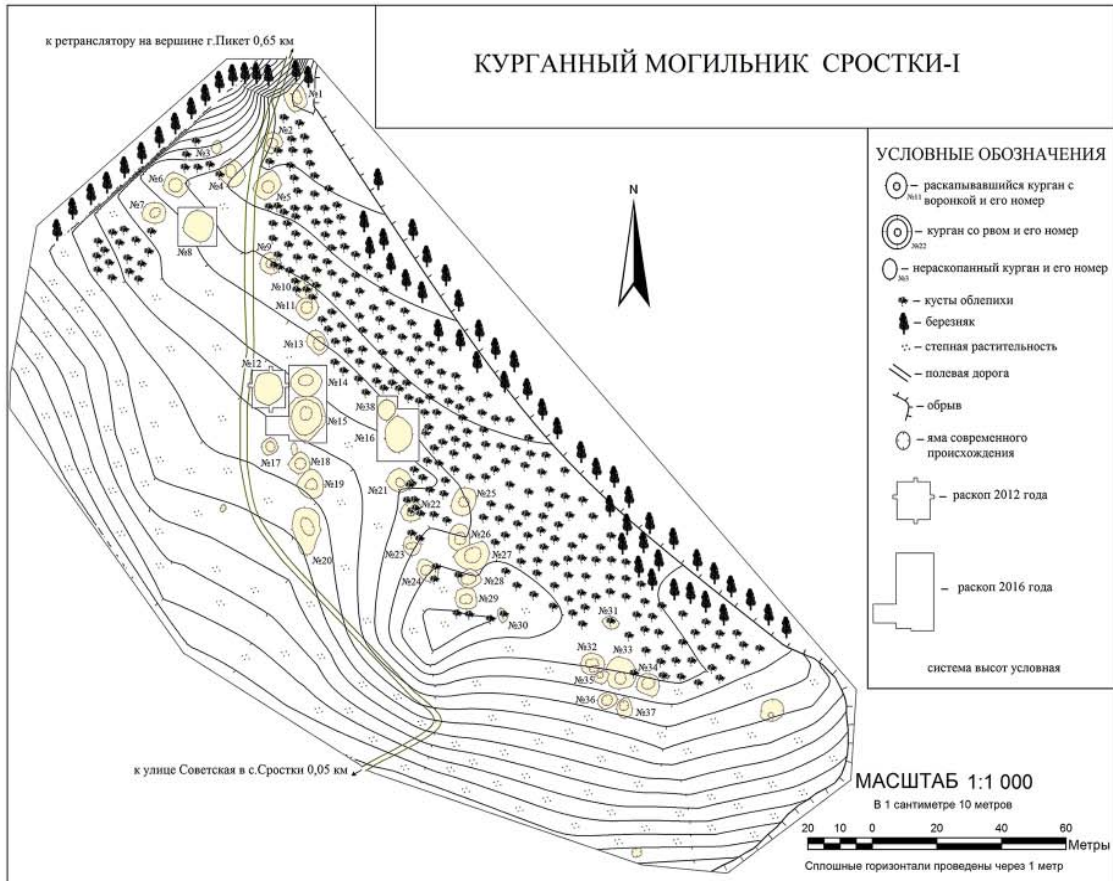 к ретранслятору на вершине г.Пикет 0,65 км
КУРГАННЫЙ МОГИЛЬНИК СРОСТКИ-I
№1
№2
№3
№4
№5
№6
№7
№8
№9
№10
№11
№13
№12
№14
№15
№38
№16
№17
№18
№19
№20
№21
№22
№25
№23
№26
№27
№24
№28
№29
№30
№31
№32
№33
№34
№35
№36
№37
N
УСЛОВНЫЕ ОБОЗНАЧЕНИЯ
– раскапывавшийся курган с
№11
воронкой и его номер
– курган со рвом и его номер
№22
– нераскопанный курган и его номер
№3
– кусты облепихи
– березняк
– степная растительность
– полевая дорога
– обрыв
– яма современного
происхождения
– раскоп 2012 года
– раскоп 2016 года
система высот условная
к улице Советская в с.Сростки 0,05 км
МАСШТАБ 1:1 000
В 1 сантиметре 10 метров
20 10 0 20 40 60
Метры
Сплошные горизонтали проведены через 1 метр